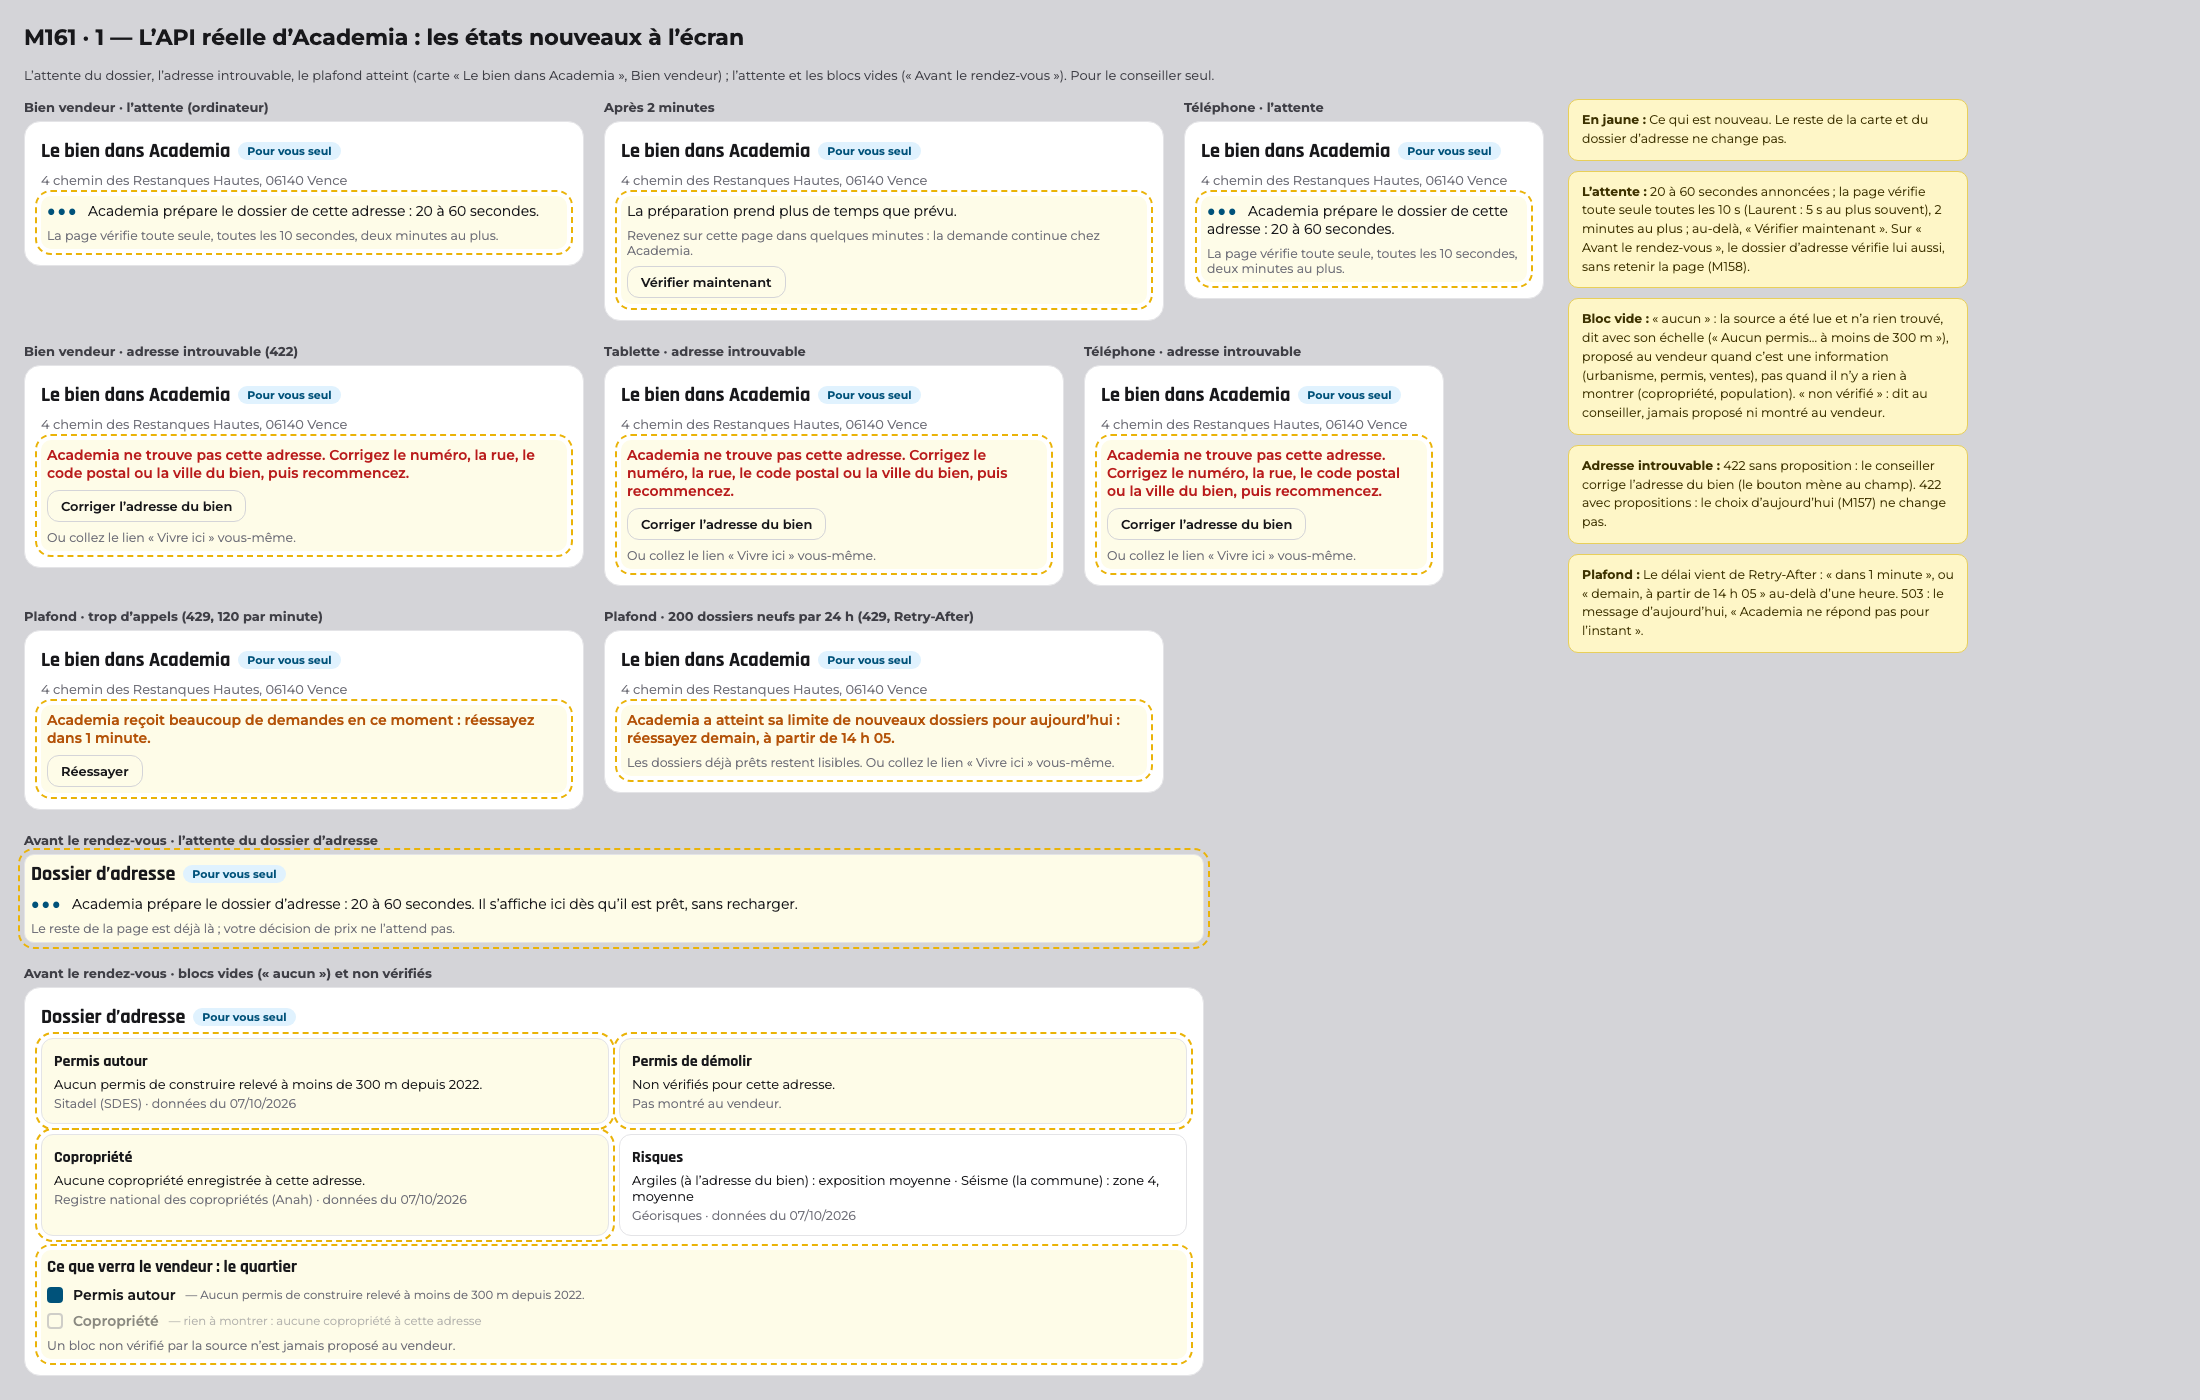 M161 · 1 — L’API réelle d’Academia : les états nouveaux à l’écran
L’attente du dossier, l’adresse introuvable, le plafond atteint (carte « Le bien dans Academia », Bien vendeur) ; l’attente et les blocs vides (« Avant le rendez-vous »). Pour le conseiller seul.
Bien vendeur · l’attente (ordinateur)
Le bien dans Academia Pour vous seul
4 chemin des Restanques Hautes, 06140 Vence
●●● Academia prépare le dossier de cette adresse : 20 à 60 secondes.
La page vérifie toute seule, toutes les 10 secondes, deux minutes au plus.
Après 2 minutes
Le bien dans Academia Pour vous seul
4 chemin des Restanques Hautes, 06140 Vence
La préparation prend plus de temps que prévu.
Revenez sur cette page dans quelques minutes : la demande continue chez
Academia.
Vérifier maintenant
Téléphone · l’attente
Le bien dans Academia Pour vous seul
4 chemin des Restanques Hautes, 06140 Vence
●●● Academia prépare le dossier de cette
adresse : 20 à 60 secondes.
La page vérifie toute seule, toutes les 10 secondes,
deux minutes au plus.
En jaune : Ce qui est nouveau. Le reste de la carte et du
dossier d’adresse ne change pas.
L’attente : 20 à 60 secondes annoncées ; la page vérifie
toute seule toutes les 10 s (Laurent : 5 s au plus souvent), 2
minutes au plus ; au-delà, « Vérifier maintenant ». Sur «
Avant le rendez-vous », le dossier d’adresse vérifie lui aussi,
sans retenir la page (M158).
Bloc vide : « aucun » : la source a été lue et n’a rien trouvé,
dit avec son échelle (« Aucun permis… à moins de 300 m »),
proposé au vendeur quand c’est une information
(urbanisme, permis, ventes), pas quand il n’y a rien à
montrer (copropriété, population). « non vérifié » : dit au
conseiller, jamais proposé ni montré au vendeur.
Adresse introuvable : 422 sans proposition : le conseiller
corrige l’adresse du bien (le bouton mène au champ). 422
avec propositions : le choix d’aujourd’hui (M157) ne change
pas.
Plafond : Le délai vient de Retry-After : « dans 1 minute », ou
« demain, à partir de 14 h 05 » au-delà d’une heure. 503 : le
message d’aujourd’hui, « Academia ne répond pas pour
l’instant ».
Bien vendeur · adresse introuvable (422)
Le bien dans Academia Pour vous seul
4 chemin des Restanques Hautes, 06140 Vence
Academia ne trouve pas cette adresse. Corrigez le numéro, la rue, le
code postal ou la ville du bien, puis recommencez.
Corriger l’adresse du bien
Ou collez le lien « Vivre ici » vous-même.
Tablette · adresse introuvable
Le bien dans Academia Pour vous seul
4 chemin des Restanques Hautes, 06140 Vence
Academia ne trouve pas cette adresse. Corrigez le
numéro, la rue, le code postal ou la ville du bien, puis
recommencez.
Corriger l’adresse du bien
Ou collez le lien « Vivre ici » vous-même.
Téléphone · adresse introuvable
Le bien dans Academia Pour vous seul
4 chemin des Restanques Hautes, 06140 Vence
Academia ne trouve pas cette adresse.
Corrigez le numéro, la rue, le code postal
ou la ville du bien, puis recommencez.
Corriger l’adresse du bien
Ou collez le lien « Vivre ici » vous-même.
Plafond · trop d’appels (429, 120 par minute)
Le bien dans Academia Pour vous seul
4 chemin des Restanques Hautes, 06140 Vence
Academia reçoit beaucoup de demandes en ce moment : réessayez
dans 1 minute.
Réessayer
Plafond · 200 dossiers neufs par 24 h (429, Retry-After)
Le bien dans Academia Pour vous seul
4 chemin des Restanques Hautes, 06140 Vence
Academia a atteint sa limite de nouveaux dossiers pour aujourd’hui :
réessayez demain, à partir de 14 h 05.
Les dossiers déjà prêts restent lisibles. Ou collez le lien « Vivre ici » vous-même.
Avant le rendez-vous · l’attente du dossier d’adresse
Dossier d’adresse Pour vous seul
●●● Academia prépare le dossier d’adresse : 20 à 60 secondes. Il s’affiche ici dès qu’il est prêt, sans recharger.
Le reste de la page est déjà là ; votre décision de prix ne l’attend pas.
Avant le rendez-vous · blocs vides (« aucun ») et non vérifiés
Dossier d’adresse Pour vous seul
Permis autour
Aucun permis de construire relevé à moins de 300 m depuis 2022.
Sitadel (SDES) · données du 07/10/2026
Permis de démolir
Non vérifiés pour cette adresse.
Pas montré au vendeur.
Copropriété
Aucune copropriété enregistrée à cette adresse.
Registre national des copropriétés (Anah) · données du 07/10/2026
Risques
Argiles (à l’adresse du bien) : exposition moyenne · Séisme (la commune) : zone 4,
moyenne
Géorisques · données du 07/10/2026
Ce que verra le vendeur : le quartier
Permis autour — Aucun permis de construire relevé à moins de 300 m depuis 2022.
Copropriété — rien à montrer : aucune copropriété à cette adresse
Un bloc non vérifié par la source n’est jamais proposé au vendeur.